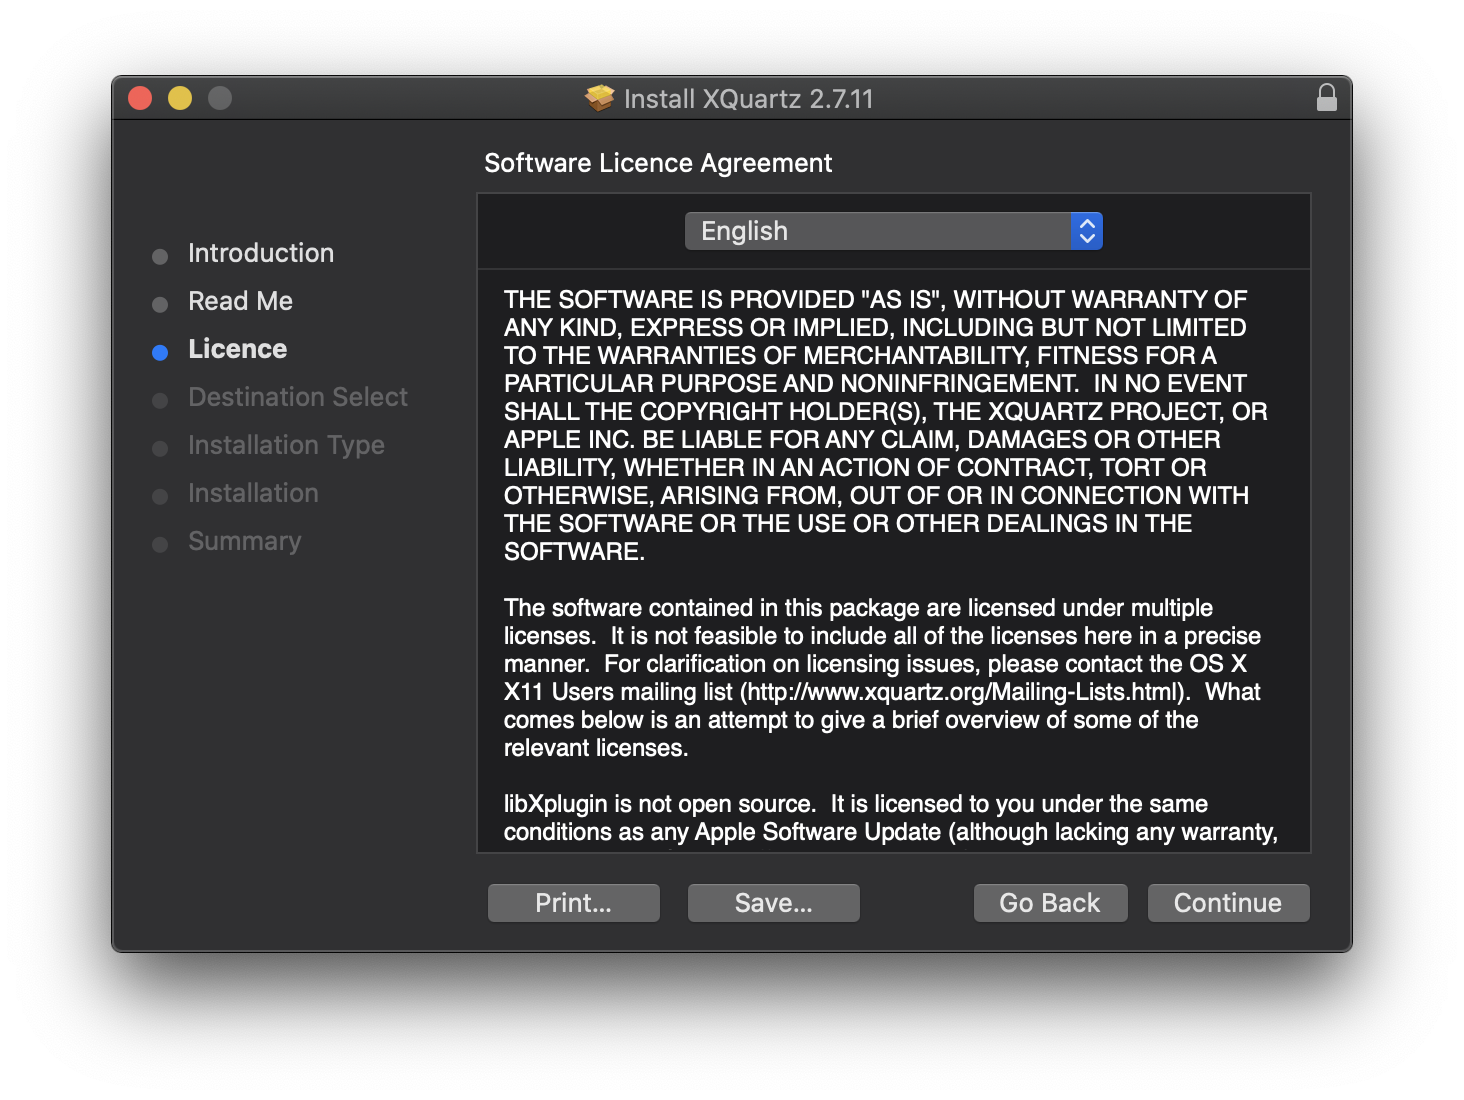 Install XQuartz 2.7.11
Software Licence Agreement
Introduction
Read Me
Licence
Destination Select
Installation Type
Installation
Summary
English
THE SOFTWARE IS PROVIDED "AS IS", WITHOUT WARRANTY OF
ANY KIND, EXPRESS OR IMPLIED, INCLUDING BUT NOT LIMITED
TO THE WARRANTIES OF MERCHANTABILITY, FITNESS FOR A
PARTICULAR PURPOSE AND NONINFRINGEMENT.  IN NO EVENT
SHALL THE COPYRIGHT HOLDER(S), THE XQUARTZ PROJECT, OR
APPLE INC. BE LIABLE FOR ANY CLAIM, DAMAGES OR OTHER
LIABILITY, WHETHER IN AN ACTION OF CONTRACT, TORT OR
OTHERWISE, ARISING FROM, OUT OF OR IN CONNECTION WITH
THE SOFTWARE OR THE USE OR OTHER DEALINGS IN THE
SOFTWARE.
The software contained in this package are licensed under multiple
licenses.  It is not feasible to include all of the licenses here in a precise
manner.  For clarification on licensing issues, please contact the OS X
X11 Users mailing list (http://www.xquartz.org/Mailing-Lists.html).  What
comes below is an attempt to give a brief overview of some of the
relevant licenses.
libXplugin is not open source.  It is licensed to you under the same
conditions as any Apple Software Update (although lacking any warranty,
Print...
Save...
Go Back
Continue